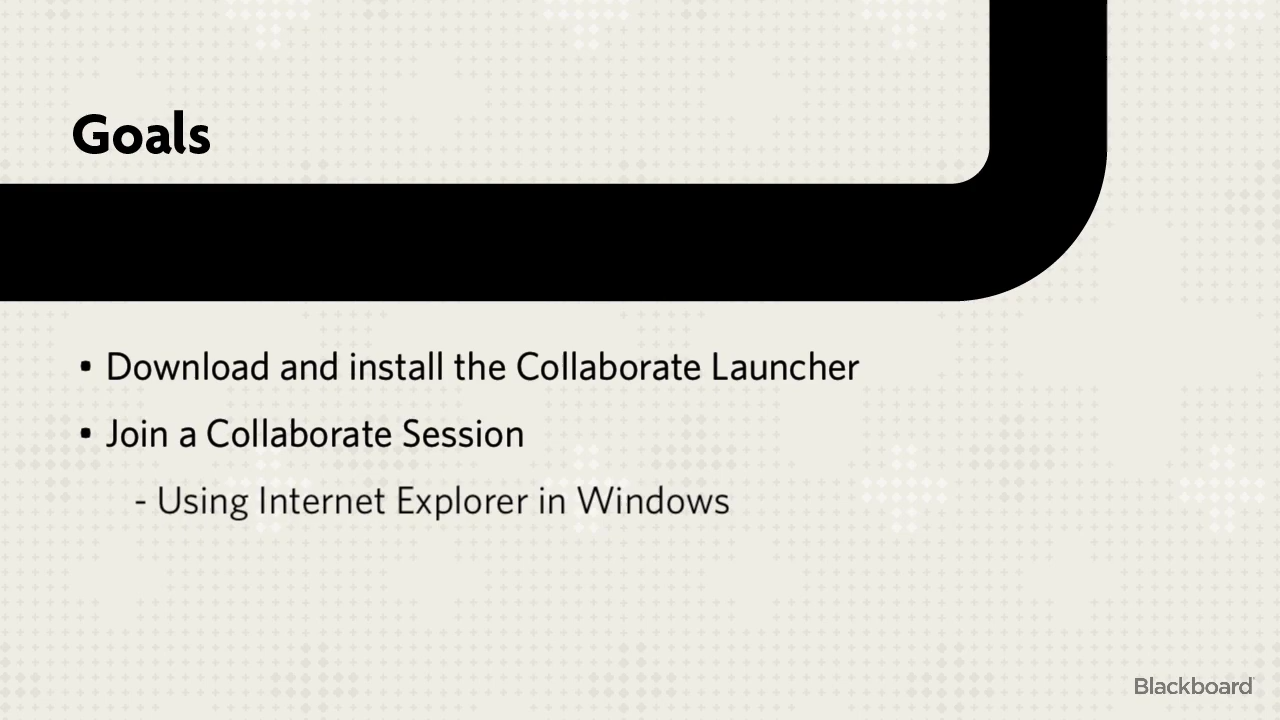 Goals
• Download and install the Collaborate Launcher
• Join a Collaborate Session
- Using Internet Explorer in Windows
Blackboard